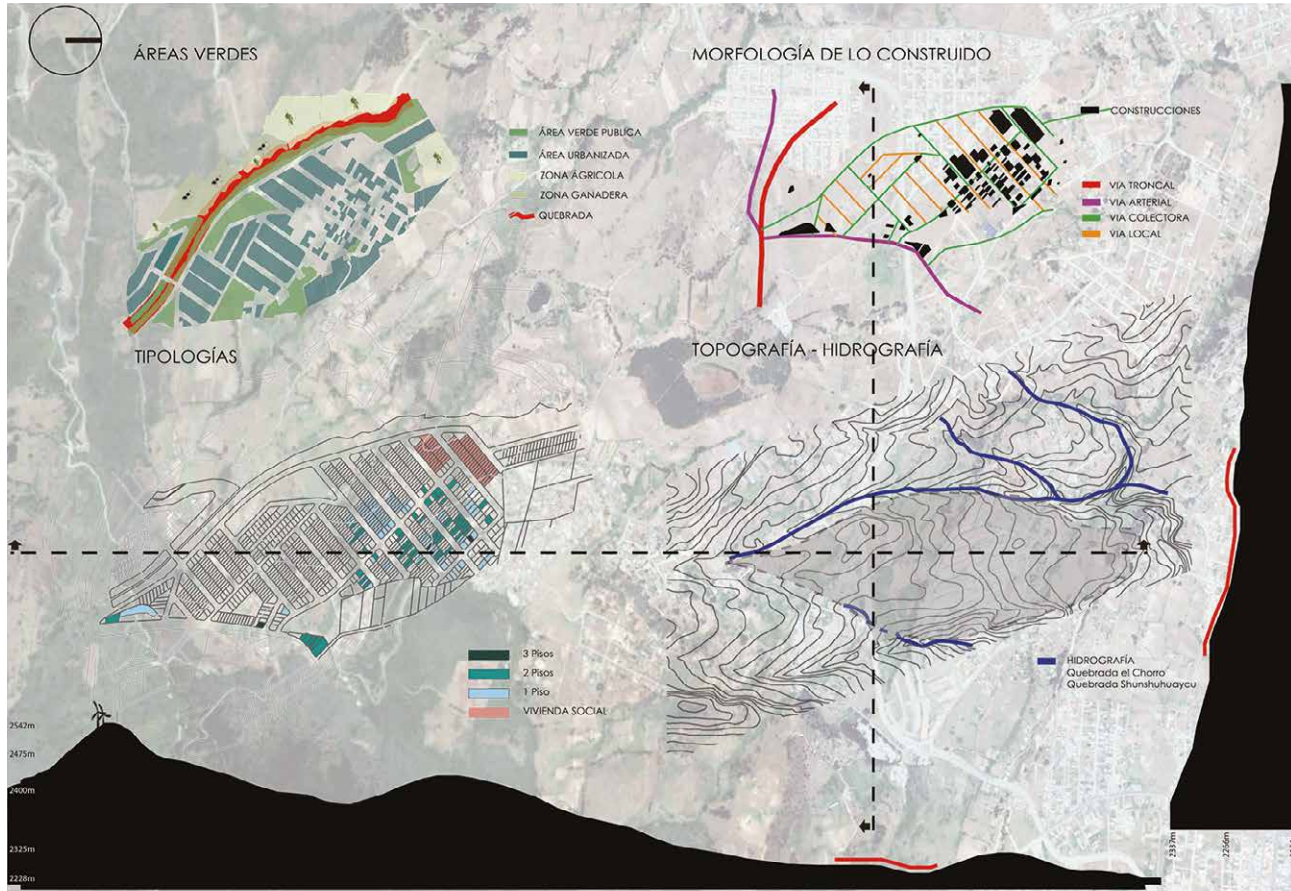 ÁREAS VERDES
ÁREA VERDE PUBLICA
ÁREA URBANIZADA
ZONA ÁGRICOLA
ZONA GANADERA
QUEBRADA
MORFOLOGÍA DE LO CONSTRUIDO
CONSTRUCCIONES
VIA TRONCAL
VIA ARTERIAL
VIA COLECTORA
VIA LOCAL
TIPOLOGÍAS
3 Pisos
2 Pisos
1 Piso
VIVIENDA SOCIAL
TOPOGRAFÍA - HIDROGRAFÍA
HIDROGRAFÍA
Quebrada el Chorro
Quebrada Shunshuhuaycu
2542m
2475m
2400m
2325m
2228m
2337m
2266m